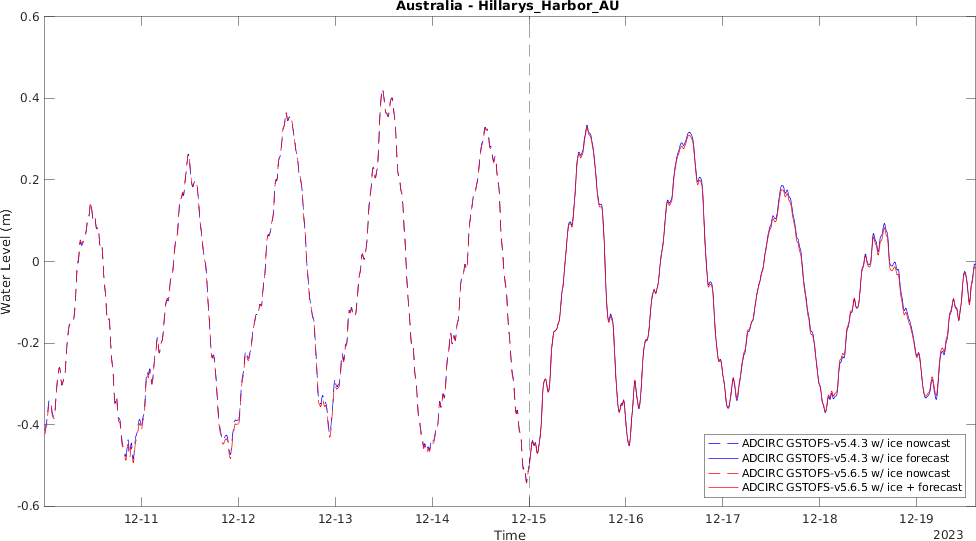 Australia - Hillarys_Harbor_AU
0.6
0.4
0.2
0
-0.2
-0.4
-0.6
Water Level (m)
12-11
12-12
12-13
12-14
12-15
12-16
12-17
12-18
12-19
Time
2023
ADCIRC GSTOFS-v5.4.3 w/ ice nowcast
ADCIRC GSTOFS-v5.4.3 w/ ice forecast
ADCIRC GSTOFS-v5.6.5 w/ ice nowcast
ADCIRC GSTOFS-v5.6.5 w/ ice + forecast